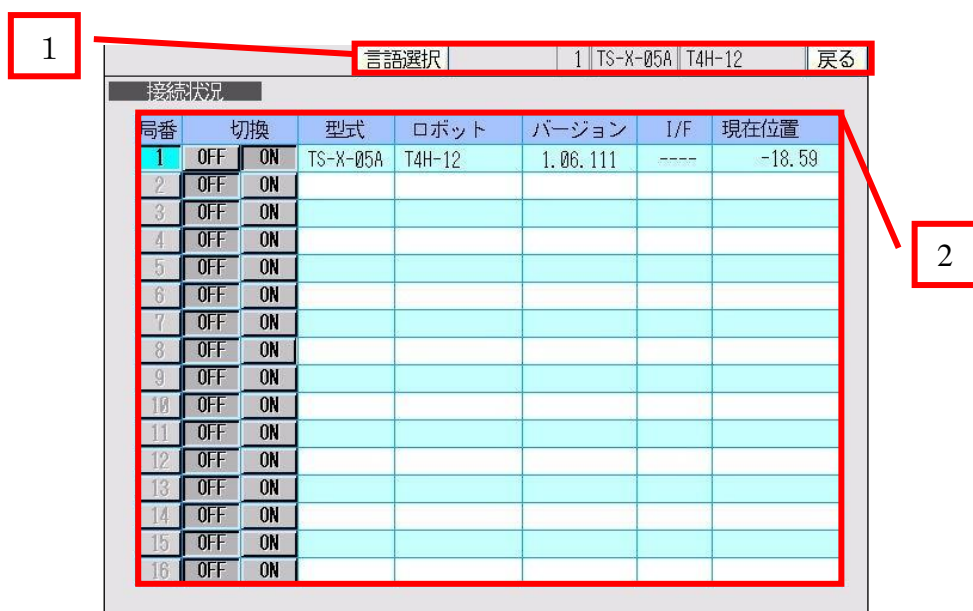 1
言語選択 1 TS-X-05A T4H-12 戻る
接続状況
局番 切換 型式 ロボット バージョン I/F 現在位置
1 OFF ON TS-X-05A T4H-12 1.06.111 ---- -18.59
2 OFF ON
3 OFF ON
4 OFF ON
5 OFF ON
2
6 OFF ON
7 OFF ON
8 OFF ON
9 OFF ON
10 OFF ON
11 OFF ON
12 OFF ON
13 OFF ON
14 OFF ON
15 OFF ON
16 OFF ON